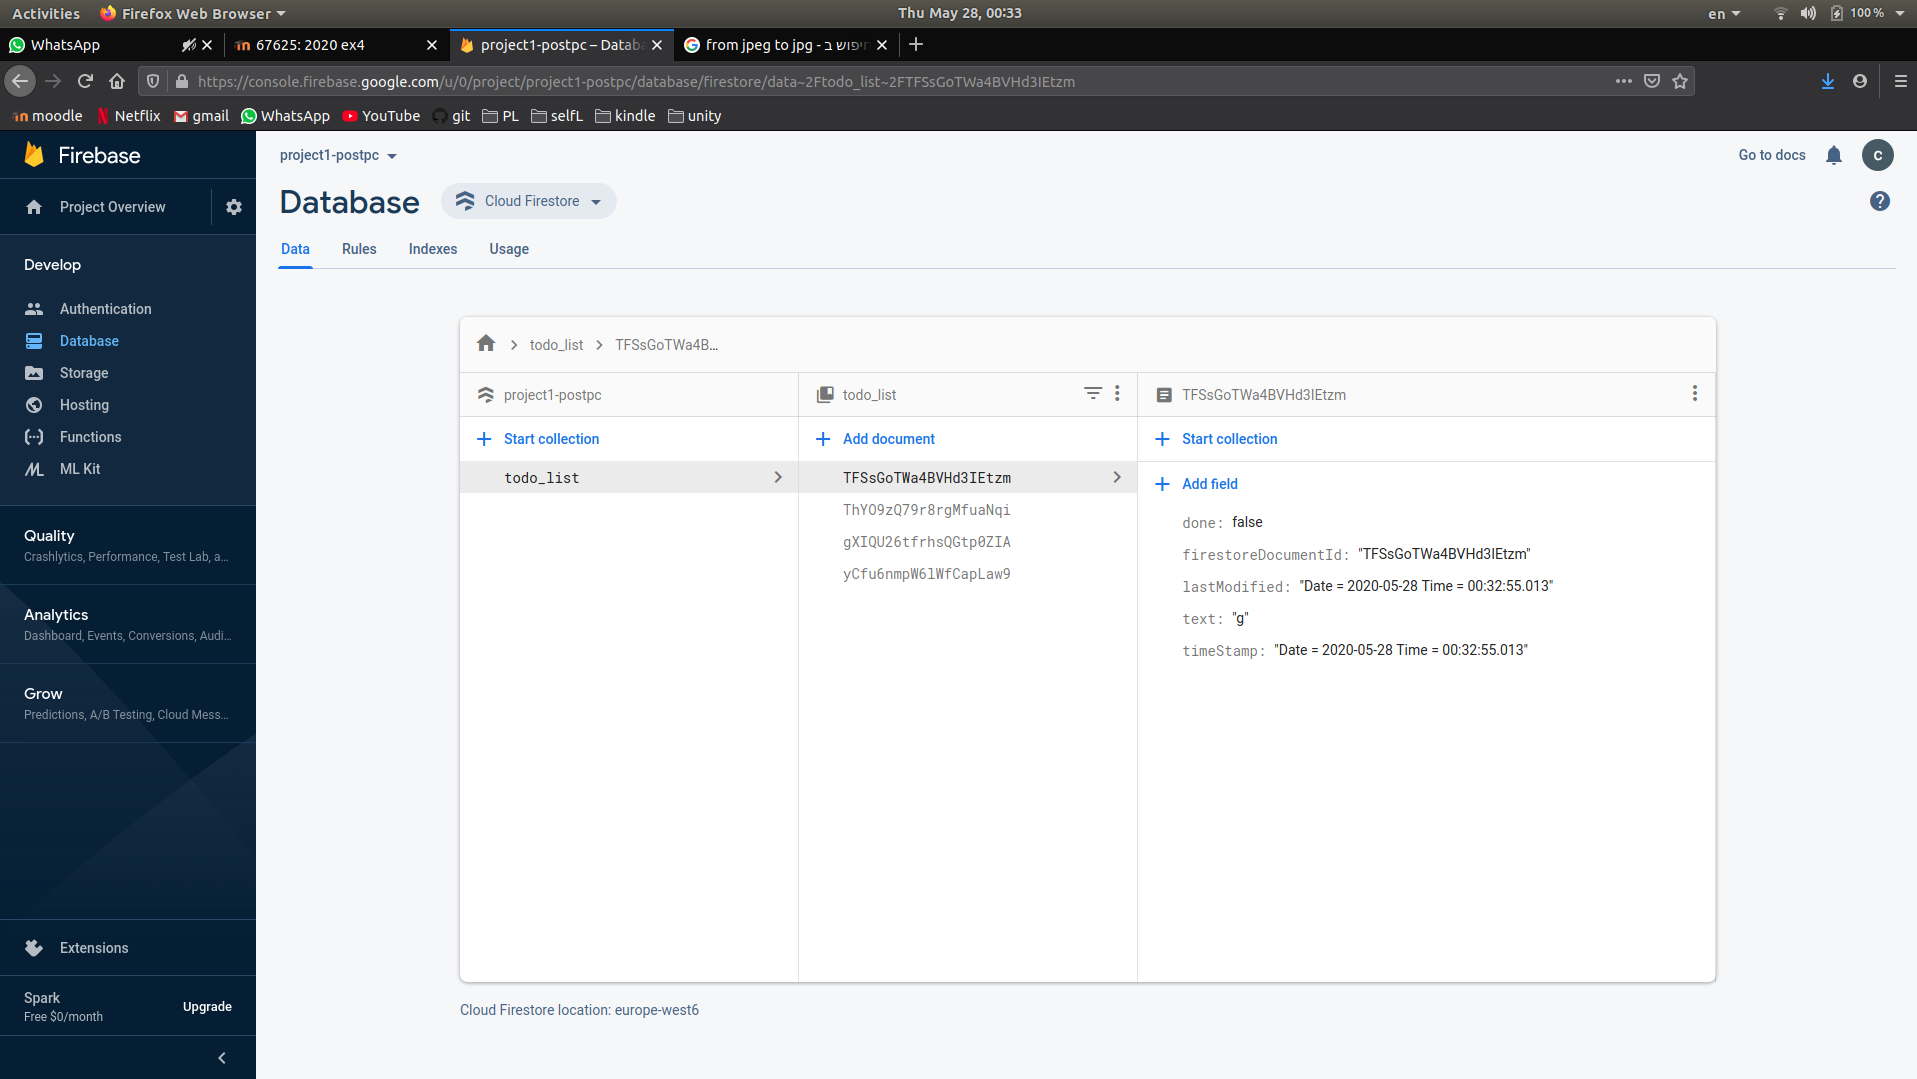 Activities Firefox Web Browser Thu May 28, 00:33 en 100 %
WhatsApp 67625: 2020 ex4 project1-postpc – Datab from jpeg to jpg - חיפוש ב
https://console.firebase.google.com/u/0/project/project1-postpc/database/firestore/data~2Ftodo_list~2FTFSsGoTWa4BVHd3IEtzm
moodle Netflix gmail WhatsApp YouTube git PL selfL kindle unity
Firebase
Project Overview
Develop
Authentication
Database
Storage
Hosting
Functions
ML Kit
Quality
Crashlytics, Performance, Test Lab, a...
Analytics
Dashboard, Events, Conversions, Audi...
Grow
Predictions, A/B Testing, Cloud Mess...
Extensions
Spark
Free $0/month
Upgrade
project1-postpc
Go to docs
C
Database
Cloud Firestore
?
Data Rules Indexes Usage
todo_list TFSsGoTWa4B...
project1-postpc
Start collection
todo_list
todo_list
Add document
TFSsGoTWa4BVHd3IEtzm
ThYO9zQ79r8rgMfuaNqi
gXIQU26tfrhsQGtp0ZIA
yCfu6nmpW6lWfCapLaw9
TFSsGoTWa4BVHd3IEtzm
Start collection
Add field
done: false
firestoreDocumentId: "TFSsGoTWa4BVHd3IEtzm"
lastModified: "Date = 2020-05-28 Time = 00:32:55.013"
text: "g"
timeStamp: "Date = 2020-05-28 Time = 00:32:55.013"
Cloud Firestore location: europe-west6